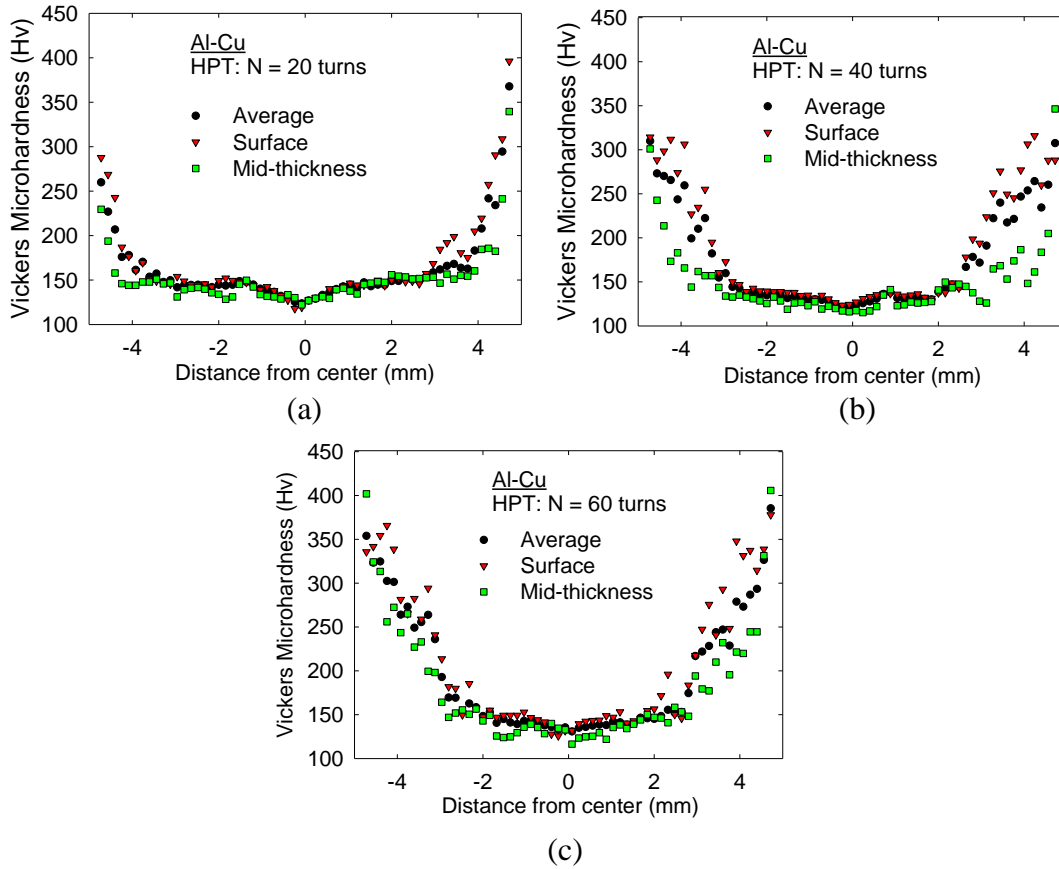 450
400
350
300
250
200
150
100
Vickers Microhardness (Hv)
Al-Cu
HPT: N = 20 turns
Average
Surface
Mid-thickness
-4 -2 0 2 4
Distance from center (mm)
(a)
450
400
350
300
250
200
150
100
Vickers Microhardness (Hv)
Al-Cu
HPT: N = 40 turns
Average
Surface
Mid-thickness
-4 -2 0 2 4
Distance from center (mm)
(b)
450
400
350
300
250
200
150
100
Vickers Microhardness (Hv)
Al-Cu
HPT: N = 60 turns
Average
Surface
Mid-thickness
-4 -2 0 2 4
Distance from center (mm)
(c)